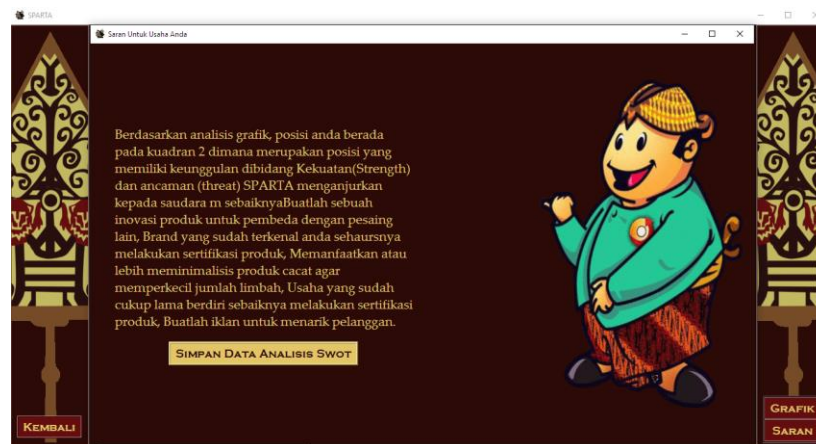 SPARTA
Saran Untuk Usaha Anda
Berdasarkan analisis grafik, posisi anda berada
pada kuadran 2 dimana merupakan posisi yang
memiliki keunggulan dibidang Kekuatan(Strength)
dan ancaman (threat) SPARTA menganjurkan
kepada saudara m sebaiknyaBuatlah sebuah
inovasi produk untuk pembeda dengan pesaing
lain, Brand yang sudah terkenal anda sehaursnya
melakukan sertifikasi produk, Memanfaatkan atau
lebih meminimalisis produk cacat agar
memperkecil jumlah limbah, Usaha yang sudah
cukup lama berdiri sebaiknya melakukan sertifikasi
produk, Buatlah iklan untuk menarik pelanggan.
SIMPAN DATA ANALISIS SWOT
KEMBALI
GRAFIK
SARAN